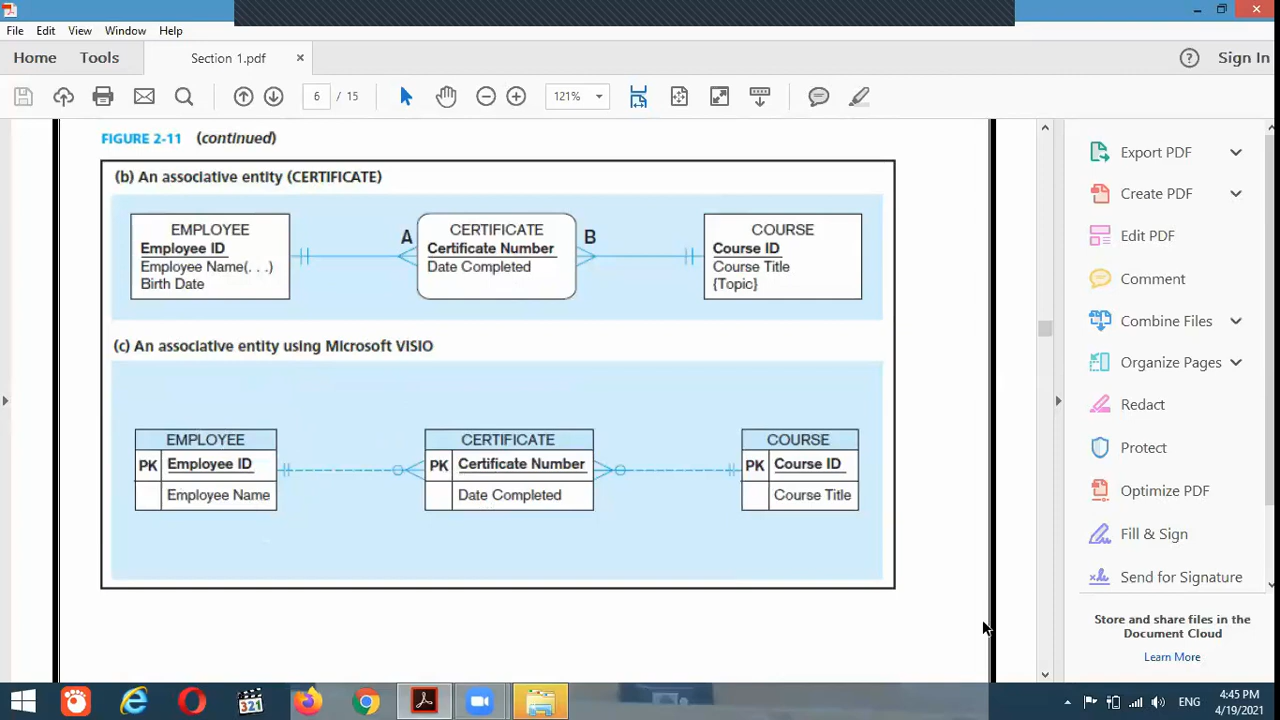 File Edit View Window Help
Home Tools Section 1.pdf × ? Sign In
6 / 15 121%
FIGURE 2-11 (continued)
(b) An associative entity (CERTIFICATE)
EMPLOYEE
Employee ID
Employee Name(. . .)
Birth Date
A
CERTIFICATE
Certificate Number
Date Completed
B
COURSE
Course ID
Course Title
{Topic}
(c) An associative entity using Microsoft VISIO
EMPLOYEE
PK Employee ID
Employee Name
CERTIFICATE
PK Certificate Number
Date Completed
COURSE
PK Course ID
Course Title
Export PDF
Create PDF
Edit PDF
Comment
Combine Files
Organize Pages
Redact
Protect
Optimize PDF
Fill & Sign
Send for Signature
Store and share files in the
Document Cloud
Learn More
321
ENG
4:45 PM
4/19/2021